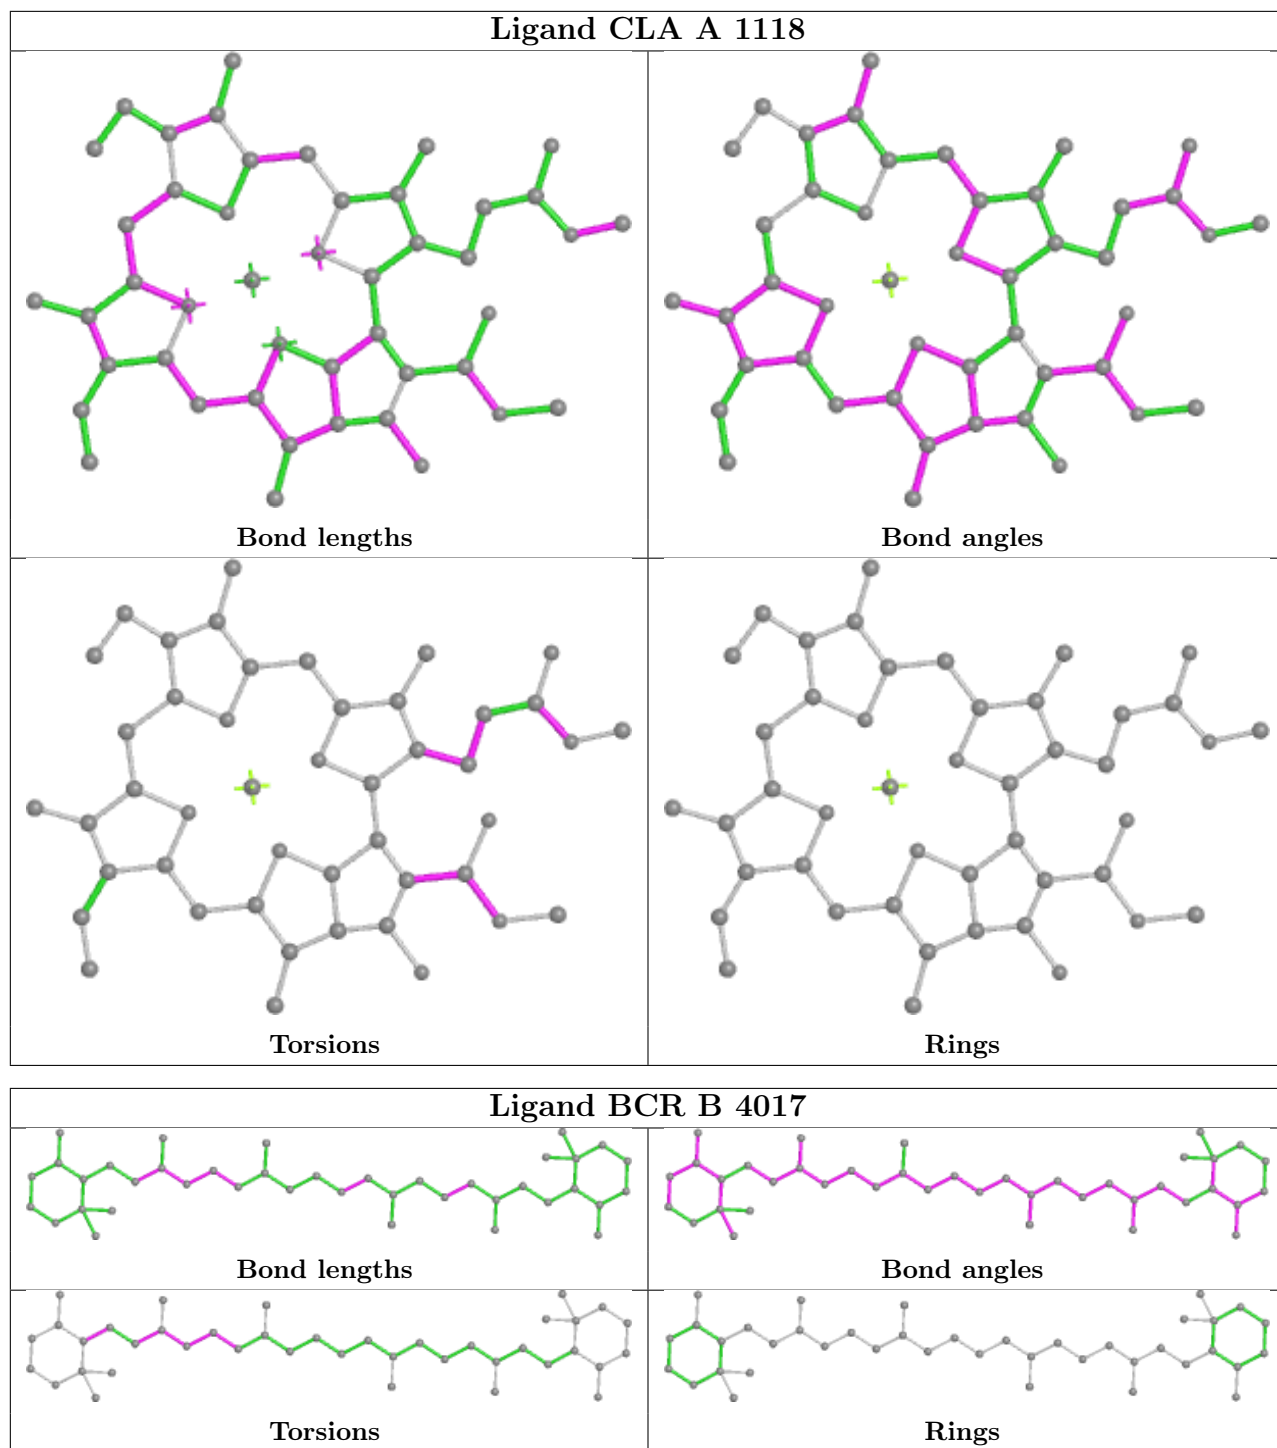 Ligand CLA A 1118
Bond lengths
Bond angles
Torsions
Rings
Ligand BCR B 4017
Bond lengths
Bond angles
Torsions
Rings